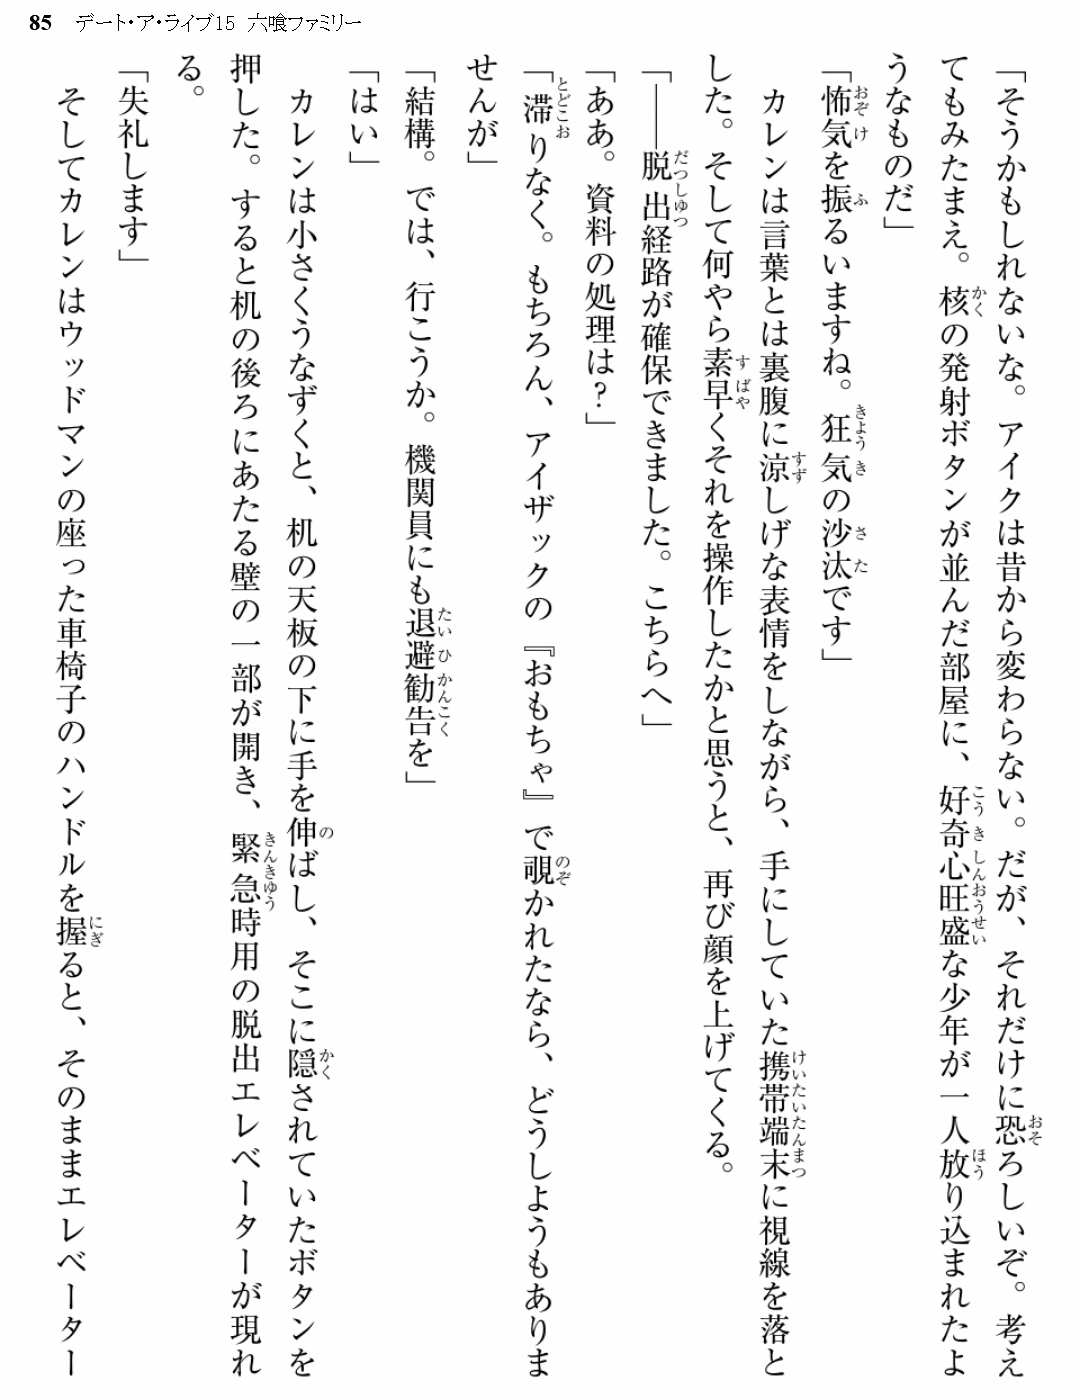 85 デート・ア・ライブ15 六喰ファミリー
「そうかもしれないな。アイクは昔から変わらない。だが、それだけに恐ろしいぞ。考え
てもみたまえ。核の発射ボタンが並んだ部屋に、好奇心旺盛な少年が一人放り込まれたよ
うなものだ」
「怖気を振るいますね。狂気の沙汰です」
カレンは言葉とは裏腹に涼しげな表情をしながら、手にしていた携帯端末に視線を落と
した。そして何やら素早くそれを操作したかと思うと、再び顔を上げてくる。
「――脱出経路が確保できました。こちらへ」
「ああ。資料の処理は？」
「滞りなく。もちろん、アイザックの『おもちゃ』で覗かれたなら、どうしようもありま
せんが」
「結構。では、行こうか。機関員にも退避勧告を」
「はい」
カレンは小さくうなずくと、机の天板の下に手を伸ばし、そこに隠されていたボタンを
押した。すると机の後ろにあたる壁の一部が開き、緊急時用の脱出エレベーターが現れ
る。
「失礼します」
そしてカレンはウッドマンの座った車椅子のハンドルを握ると、そのままエレベーター